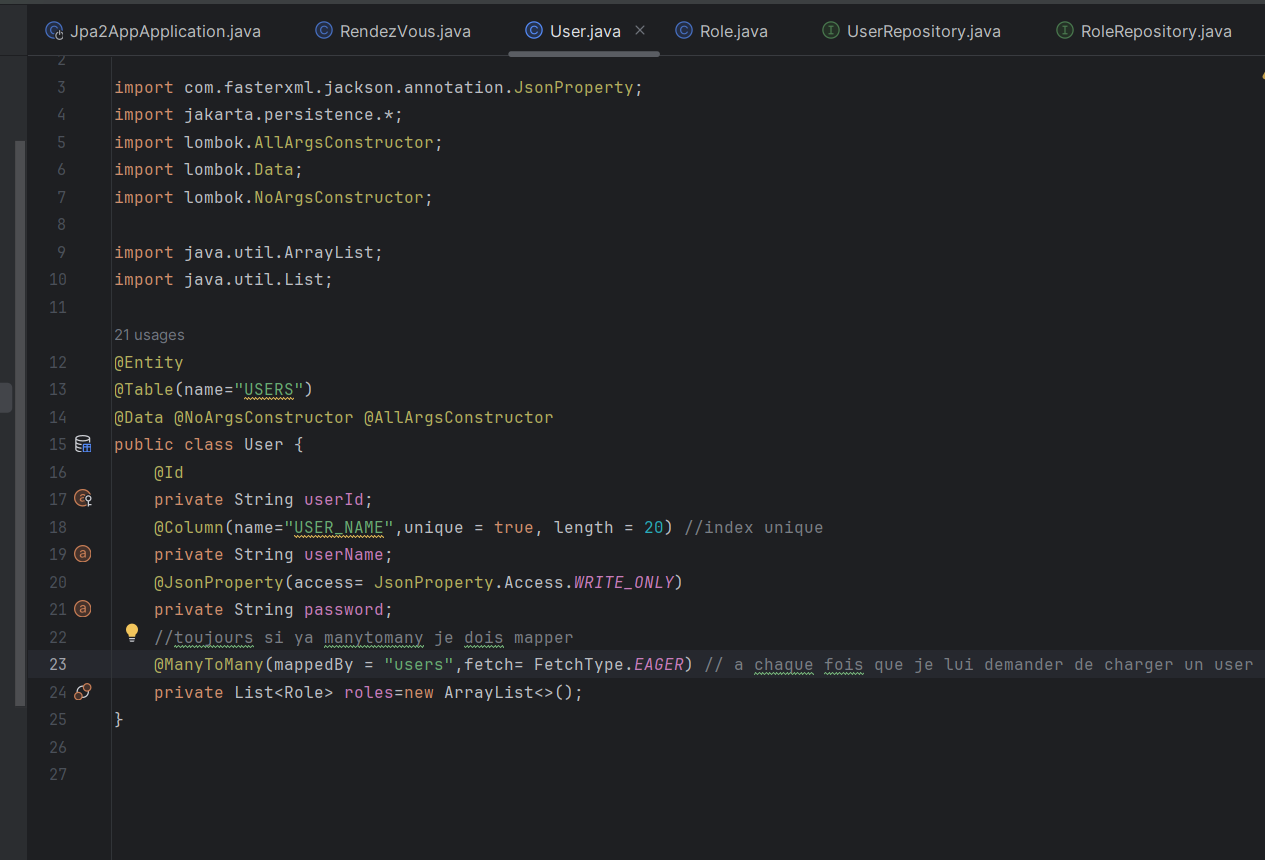 Jpa2AppApplication.java RendezVous.java User.java Role.java UserRepository.java RoleRepository.java
2
3 import com.fasterxml.jackson.annotation.JsonProperty;
4 import jakarta.persistence.*;
5 import lombok.AllArgsConstructor;
6 import lombok.Data;
7 import lombok.NoArgsConstructor;
8
9 import java.util.ArrayList;
10 import java.util.List;
11
21 usages
12 @Entity
13 @Table(name="USERS")
14 @Data @NoArgsConstructor @AllArgsConstructor
15 public class User {
16 @Id
17 private String userId;
18 @Column(name="USER_NAME",unique = true, length = 20) //index unique
19 private String userName;
20 @JsonProperty(access= JsonProperty.Access.WRITE_ONLY)
21 private String password;
22 //toujours si ya manytomany je dois mapper
23 @ManyToMany(mappedBy = "users",fetch= FetchType.EAGER) // a chaque fois que je lui demander de charger un user
24 private List<Role> roles=new ArrayList<>();
25 }
26
27